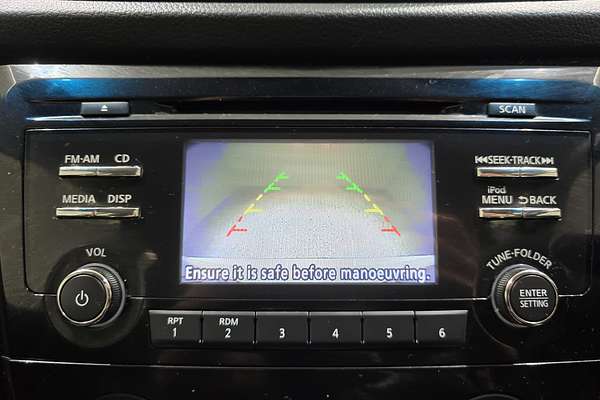 SCAN
FM-AM CD
SEEK-TRACK
MEDIA DISP
iPod
MENU BACK
VOL
TUNE-FOLDER
Ensure it is safe before manoeuvring.
ENTER
SETTING
RPT RDM
1 2 3 4 5 6